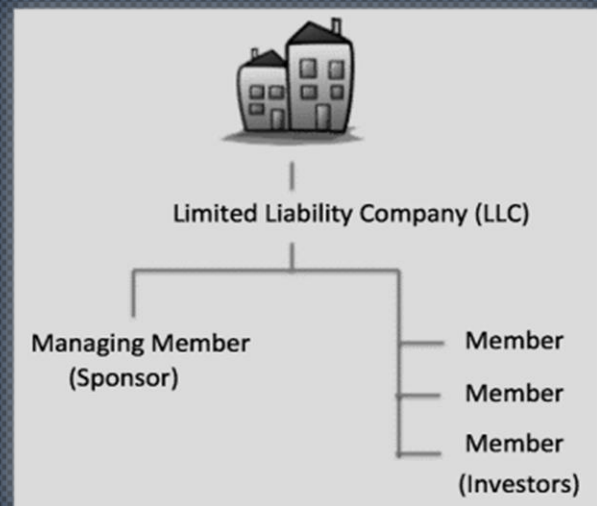 Limited Liability Company (LLC)
Managing Member
(Sponsor)
Member
Member
Member
(Investors)